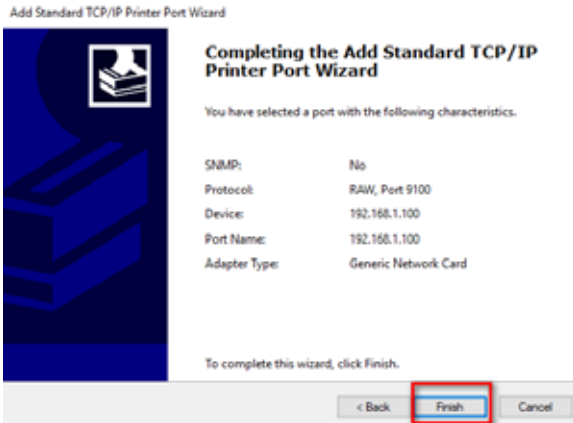 Add Standard TCP/IP Printer Port Wizard
Completing the Add Standard TCP/IP
Printer Port Wizard
You have selected a port with the following characteristics.
SNMP: No
Protocol: RAW, Port 9100
Device: 192.168.1.100
Port Name: 192.168.1.100
Adapter Type: Generic Network Card
To complete this wizard, click Finish.
< Back Finish Cancel